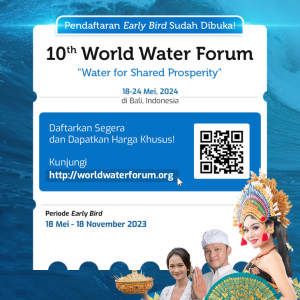 Pendaftaran Early Bird Sudah Dibuka!
10th World Water Forum
"Water for Shared Prosperity"
18-24 Mei, 2024
di Bali, Indonesia
Daftarkan Segera
dan Dapatkan Harga Khusus!
Kunjungi
http://worldwaterforum.org
Periode Early Bird
18 Mei - 18 November 2023